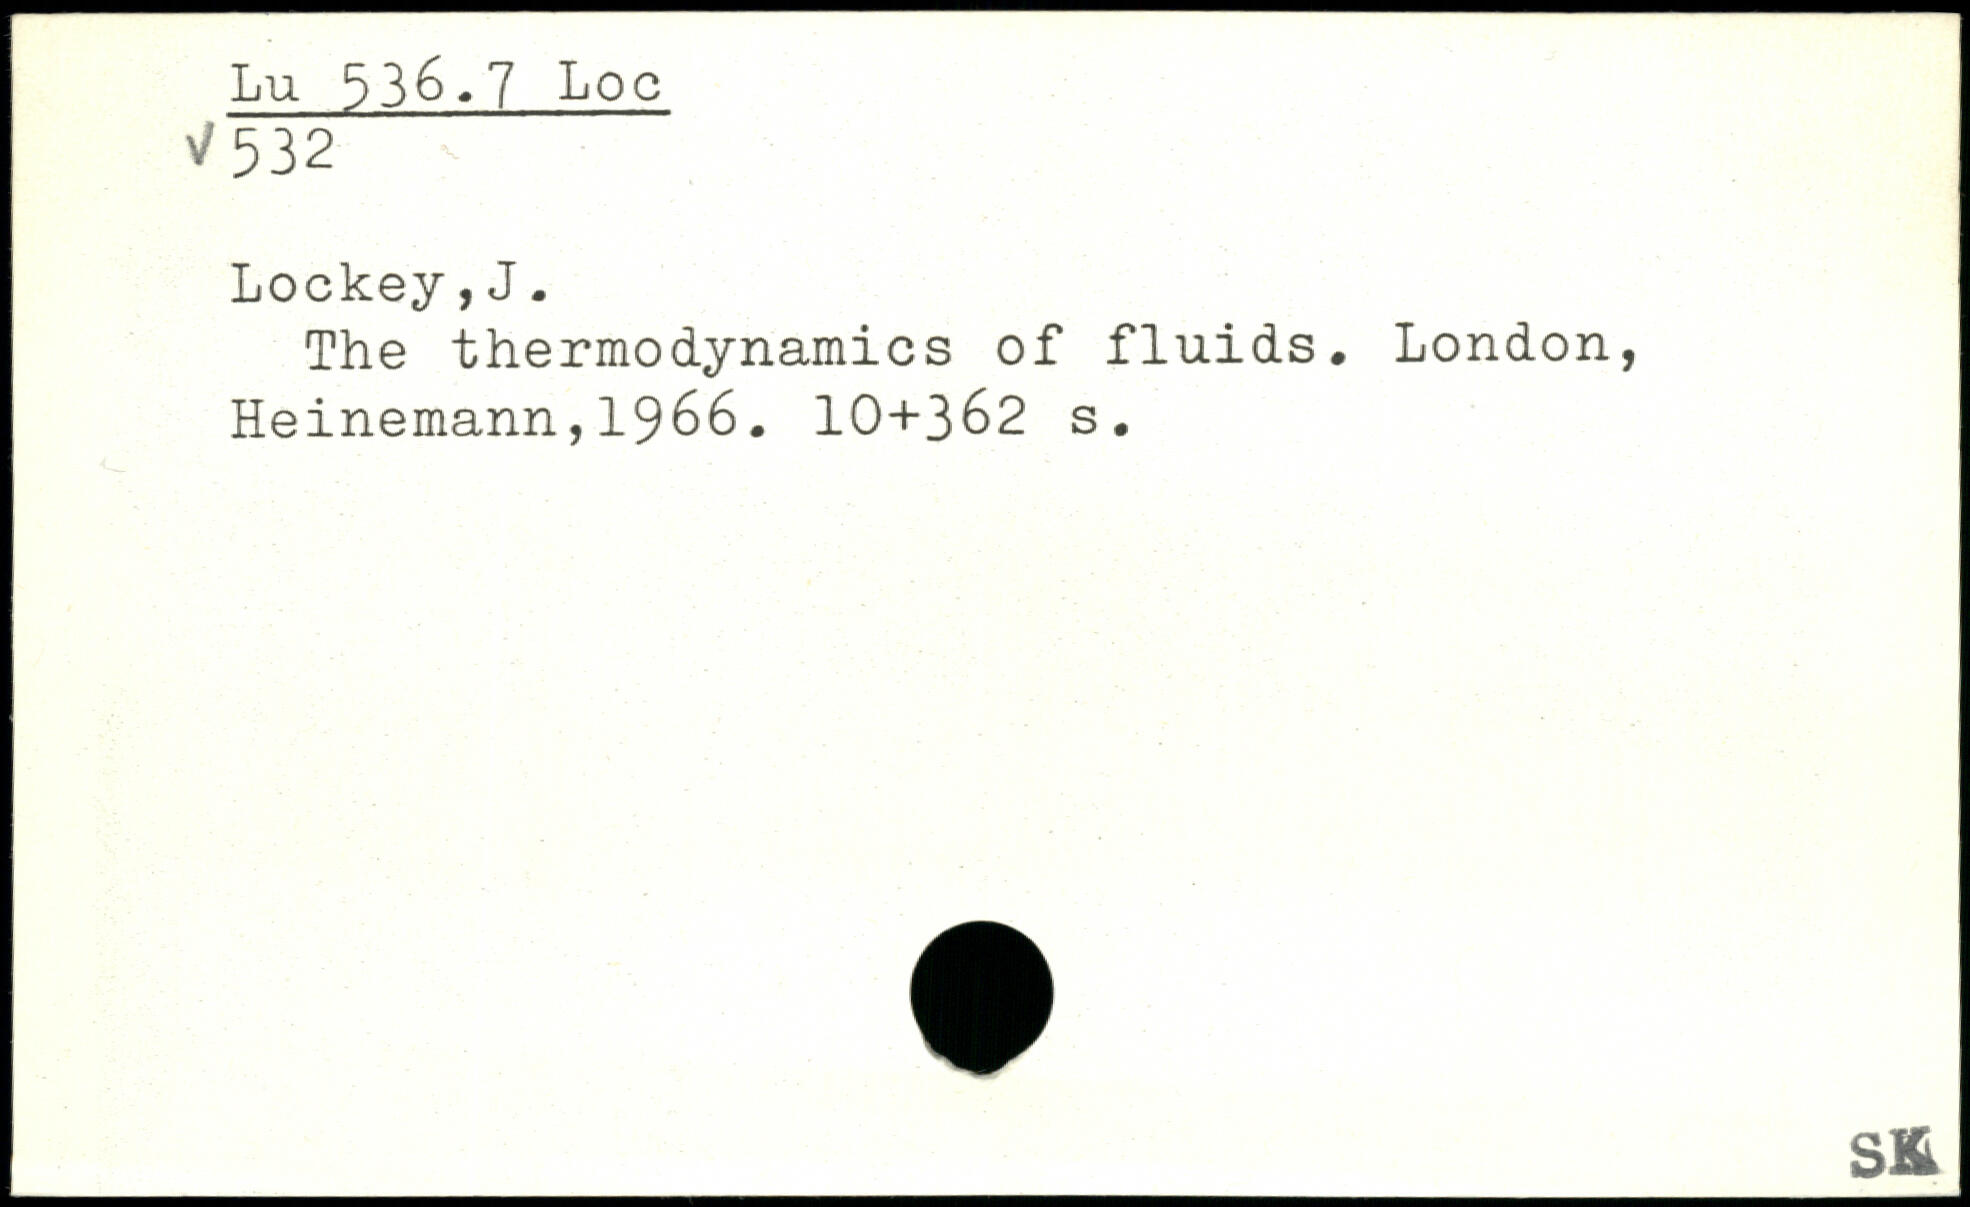 Lu 536.7 Loc
√ 532
Lockey,J.
The thermodynamics of fluids. London,
Heinemann,1966. 10+362 s.
SK